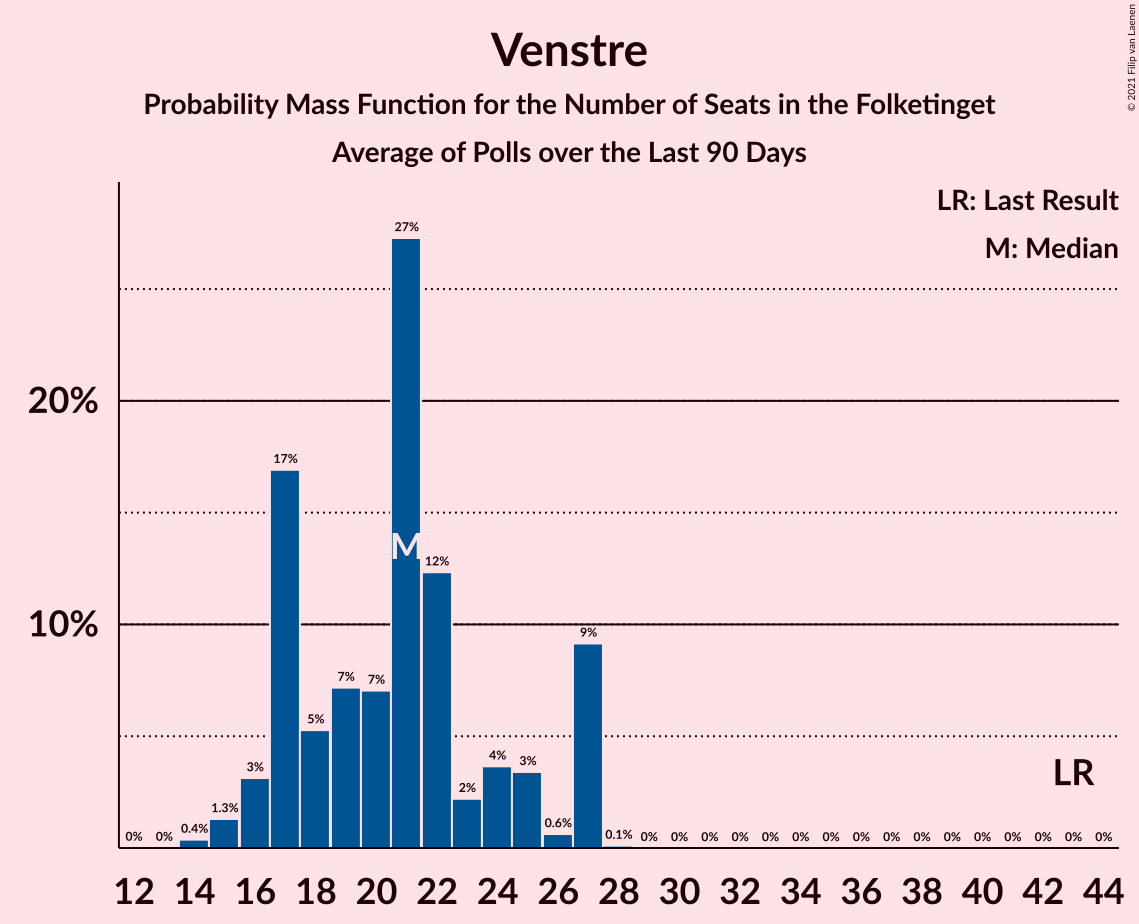 Venstre
Probability Mass Function for the Number of Seats in the Folketinget
Average of Polls over the Last 90 Days
© 2021 Filip van Laenen
LR: Last Result
M: Median
20%
10%
0% 0% 0.4% 1.3% 3% 17% 5% 7% 7% 27% 12% 2% 4% 3% 0.6% 9% 0.1% 0% 0% 0% 0% 0% 0% 0% 0% 0% 0% 0% 0% 0% 0% 0% 0%
M
LR
12 14 16 18 20 22 24 26 28 30 32 34 36 38 40 42 44